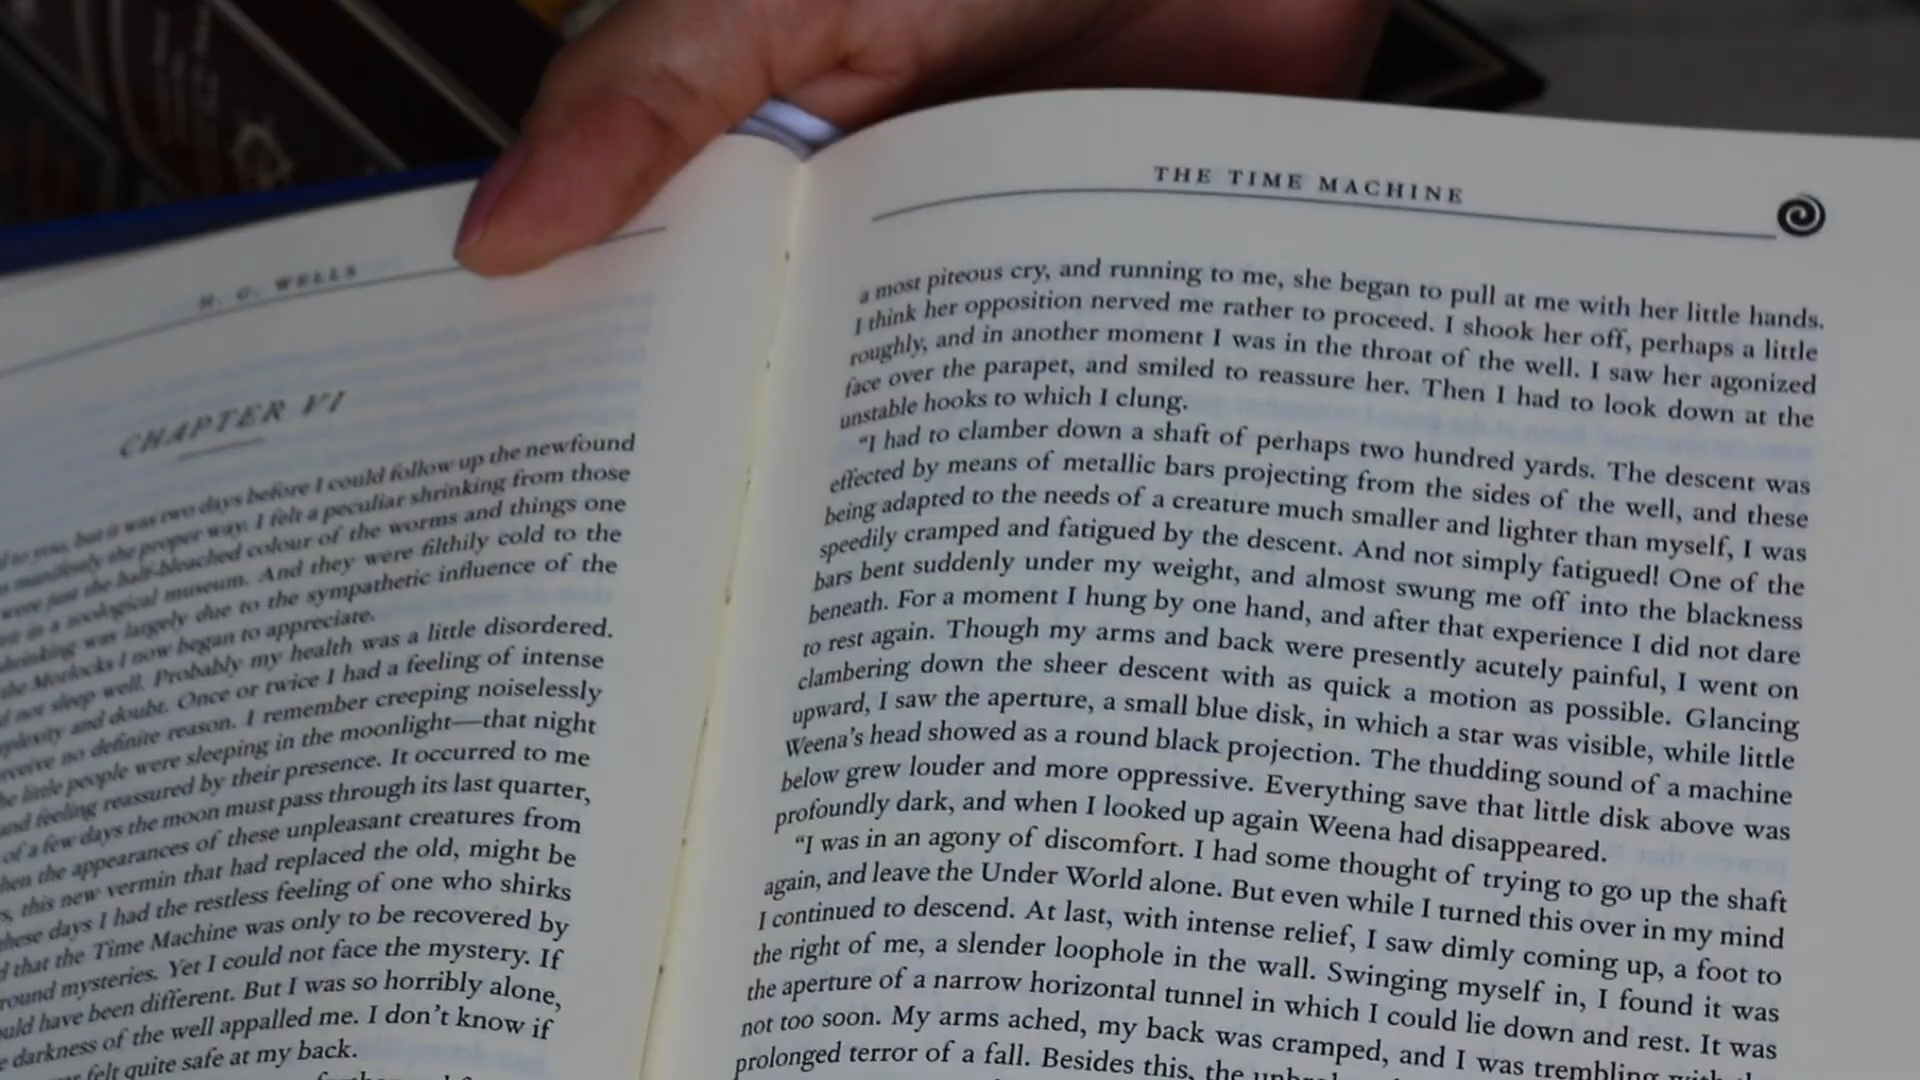 H. G. WELLS
CHAPTER VI
to you, but it was two days before I could follow up the newfound
manifestly the proper way. I felt a peculiar shrinking from those
were just the half-bleached colour of the worms and things one
in a zoological museum. And they were filthily cold to the
shrinking was largely due to the sympathetic influence of the
the Morlocks I now began to appreciate.
not sleep well. Probably my health was a little disordered.
and doubt. Once or twice I had a feeling of intense
no definite reason. I remember creeping noiselessly
little people were sleeping in the moonlight—that night
and feeling reassured by their presence. It occurred to me
of a few days the moon must pass through its last quarter,
the appearances of these unpleasant creatures from
this new vermin that had replaced the old, might be
these days I had the restless feeling of one who shirks
that the Time Machine was only to be recovered by
mysteries. Yet I could not face the mystery. If
have been different. But I was so horribly alone,
darkness of the well appalled me. I don't know if
felt quite safe at my back.
THE TIME MACHINE
a most piteous cry, and running to me, she began to pull at me with her little hands.
I think her opposition nerved me rather to proceed. I shook her off, perhaps a little
roughly, and in another moment I was in the throat of the well. I saw her agonized
face over the parapet, and smiled to reassure her. Then I had to look down at the
unstable hooks to which I clung.
“I had to clamber down a shaft of perhaps two hundred yards. The descent was
effected by means of metallic bars projecting from the sides of the well, and these
being adapted to the needs of a creature much smaller and lighter than myself, I was
speedily cramped and fatigued by the descent. And not simply fatigued! One of the
bars bent suddenly under my weight, and almost swung me off into the blackness
beneath. For a moment I hung by one hand, and after that experience I did not dare
to rest again. Though my arms and back were presently acutely painful, I went on
clambering down the sheer descent with as quick a motion as possible. Glancing
upward, I saw the aperture, a small blue disk, in which a star was visible, while little
Weena's head showed as a round black projection. The thudding sound of a machine
below grew louder and more oppressive. Everything save that little disk above was
profoundly dark, and when I looked up again Weena had disappeared.
“I was in an agony of discomfort. I had some thought of trying to go up the shaft
again, and leave the Under World alone. But even while I turned this over in my mind
I continued to descend. At last, with intense relief, I saw dimly coming up, a foot to
the right of me, a slender loophole in the wall. Swinging myself in, I found it was
the aperture of a narrow horizontal tunnel in which I could lie down and rest. It was
not too soon. My arms ached, my back was cramped, and I was trembling with the
prolonged terror of a fall. Besides this, the